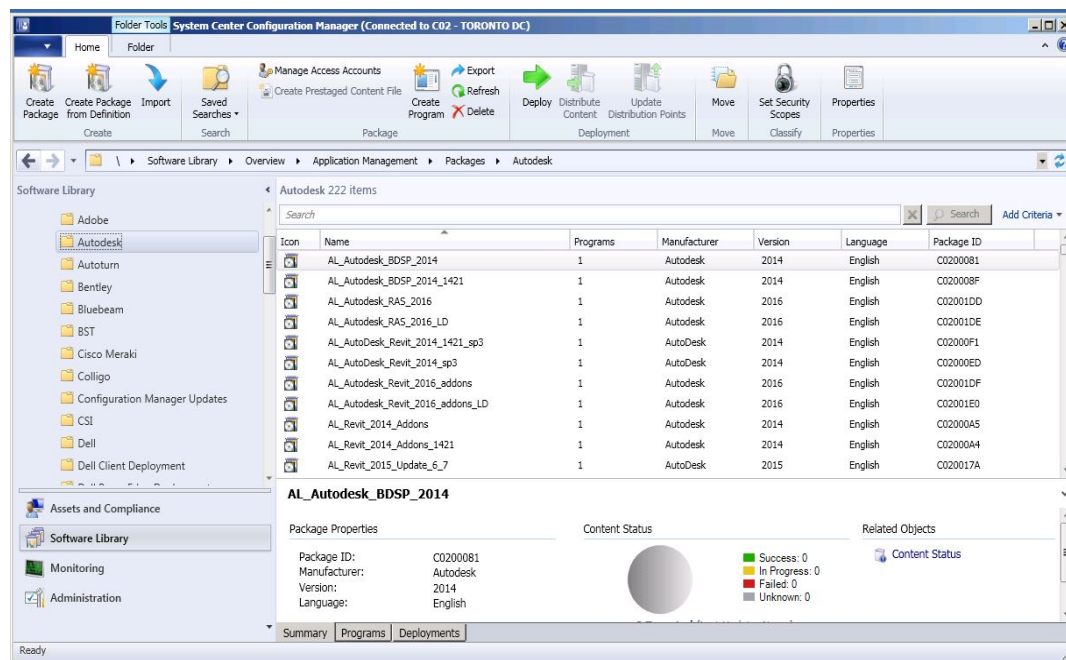 Folder Tools System Center Configuration Manager (Connected to C02 - TORONTO DC)
Home Folder
Create Package
Create Package from Definition
Import
Saved Searches
Manage Access Accounts
Create Prestaged Content File
Create Program
Export
Refresh
Delete
Deploy
Distribute Content
Update Distribution Points
Move
Set Security Scopes
Properties
Create Search Package Deployment Move Classify Properties
\ Software Library Overview Application Management Packages Autodesk
Software Library
Adobe
Autodesk
Autoturn
Bentley
Bluebeam
BST
Cisco Meraki
Colligo
Configuration Manager Updates
CSI
Dell
Dell Client Deployment
Assets and Compliance
Software Library
Monitoring
Administration
Autodesk 222 items
Search Search Add Criteria
Icon Name Programs Manufacturer Version Language Package ID
AL_Autodesk_BDSP_2014 1 Autodesk 2014 English C0200081
AL_Autodesk_BDSP_2014_1421 1 Autodesk 2014 English C020008F
AL_Autodesk_RAS_2016 1 Autodesk 2016 English C02001DD
AL_Autodesk_RAS_2016_LD 1 Autodesk 2016 English C02001DE
AL_AutoDesk_Revit_2014_1421_sp3 1 AutoDesk 2014 English C02000F1
AL_AutoDesk_Revit_2014_sp3 1 AutoDesk 2014 English C02000ED
AL_Autodesk_Revit_2016_addons 1 Autodesk 2016 English C02001DF
AL_Autodesk_Revit_2016_addons_LD 1 Autodesk 2016 English C02001E0
AL_Revit_2014_Addons 1 Autodesk 2014 English C02000A5
AL_Revit_2014_Addons_1421 1 Autodesk 2014 English C02000A4
AL_Revit_2015_Update_6_7 1 AutoDesk 2015 English C020017A
AL_Autodesk_BDSP_2014
Package Properties
Package ID: C0200081
Manufacturer: Autodesk
Version: 2014
Language: English
Content Status
Success: 0
In Progress: 0
Failed: 0
Unknown: 0
Related Objects
Content Status
Summary Programs Deployments
Ready